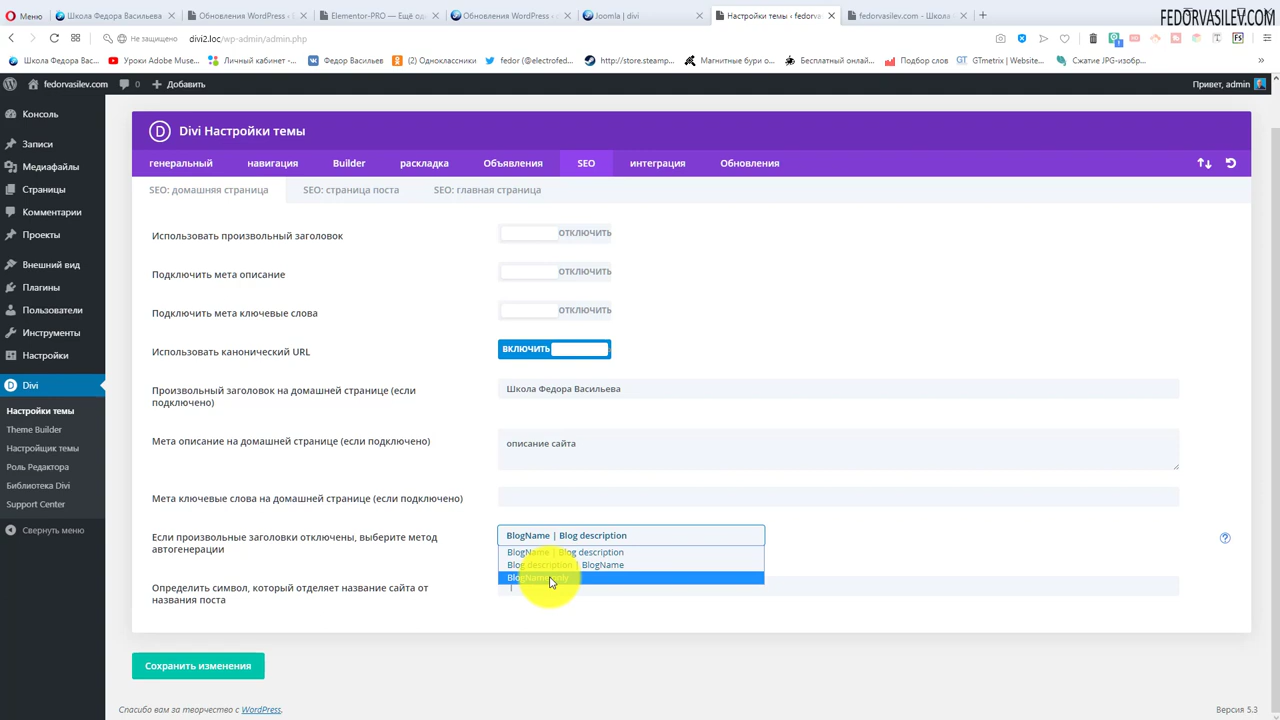 Меню
Школа Федора Васильева
Обновления WordPress
Elementor-PRO — Ещё од
Обновления WordPress
Joomla | divi
Настройки темы ‹ fedorva
fedorvasilev.com - Школа
FEDORVASILEV.COM
Не защищено
divi2.loc/wp-admin/admin.php
Школа Федора Вас...
Уроки Adobe Muse...
Личный кабинет -...
Федор Васильев
(2) Одноклассники
fedor (@electrofed...
http://store.steamp...
Магнитные бури о...
Бесплатный онлай...
Подбор слов
GTmetrix | Website...
Сжатие JPG-изобр...
fedorvasilev.com
0
Добавить
Привет, admin
Консоль
Записи
Медиафайлы
Страницы
Комментарии
Проекты
Внешний вид
Плагины
Пользователи
Инструменты
Настройки
Divi
Настройки темы
Theme Builder
Настройщик темы
Роль Редактора
Библиотека Divi
Support Center
Свернуть меню
Divi Настройки темы
генеральный
навигация
Builder
раскладка
Объявления
SEO
интеграция
Обновления
SEO: домашняя страница
SEO: страница поста
SEO: главная страница
Использовать произвольный заголовок
ОТКЛЮЧИТЬ
Подключить мета описание
ОТКЛЮЧИТЬ
Подключить мета ключевые слова
ОТКЛЮЧИТЬ
Использовать канонический URL
ВКЛЮЧИТЬ
Произвольный заголовок на домашней странице (если
подключено)
Школа Федора Васильева
Мета описание на домашней странице (если подключено)
описание сайта
Мета ключевые слова на домашней странице (если подключено)
Если произвольные заголовки отключены, выберите метод
автогенерации
BlogName | Blog description
BlogName | Blog description
Blog description | BlogName
BlogName only
Определить символ, который отделяет название сайта от
названия поста
|
Сохранить изменения
Спасибо вам за творчество с WordPress.
Версия 5.3